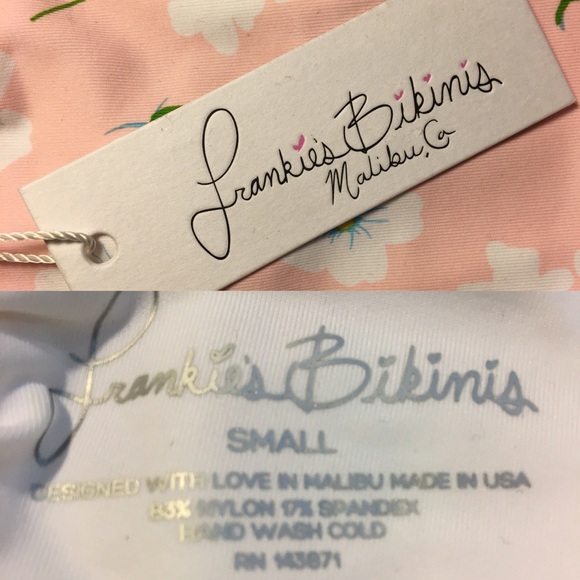 Frankie's Bikinis
Malibu, Ca
Frankie's Bikinis
SMALL
DESIGNED WITH LOVE IN MALIBU MADE IN USA
83% NYLON 17% SPANDEX
HAND WASH COLD
RN 143871